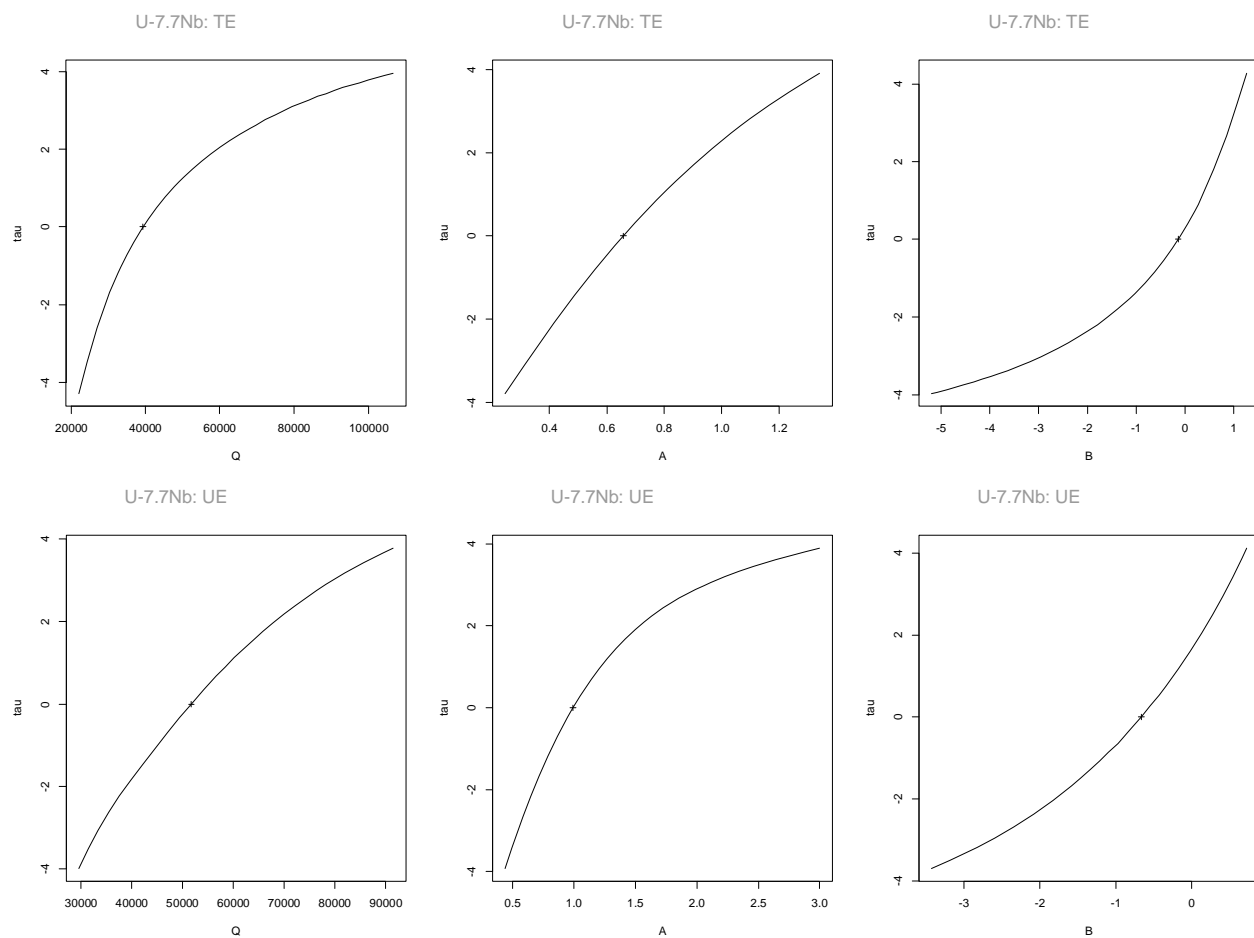 U-7.7Nb: TE
U-7.7Nb: TE
U-7.7Nb: TE
4
2
0
-2
-4
tau
20000 40000 60000 80000 100000
Q
4
2
0
-2
-4
tau
0.4 0.6 0.8 1.0 1.2
A
4
2
0
-2
-4
tau
-5 -4 -3 -2 -1 0 1
B
U-7.7Nb: UE
U-7.7Nb: UE
U-7.7Nb: UE
4
2
0
-2
-4
tau
30000 40000 50000 60000 70000 80000 90000
Q
4
2
0
-2
-4
tau
0.5 1.0 1.5 2.0 2.5 3.0
A
4
2
0
-2
-4
tau
-3 -2 -1 0
B